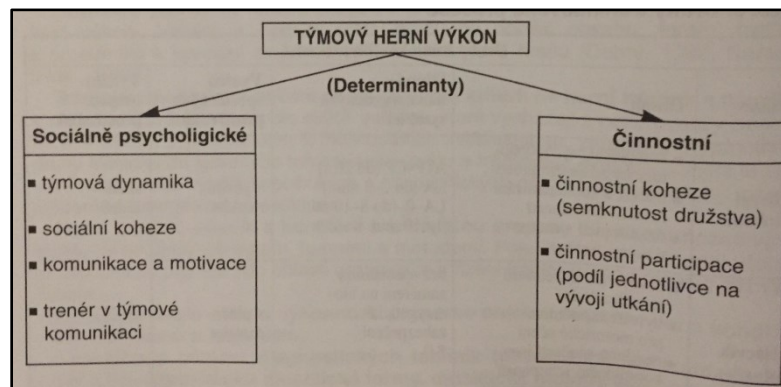 TÝMOVÝ HERNÍ VÝKON
(Determinanty)
Sociálně psycholigické
▪ týmová dynamika
▪ sociální koheze
▪ komunikace a motivace
▪ trenér v týmové
komunikaci
Činnostní
▪ činnostní koheze
(semknutost družstva)
▪ činnostní participace
(podíl jednotlivce na
vývoji utkání)